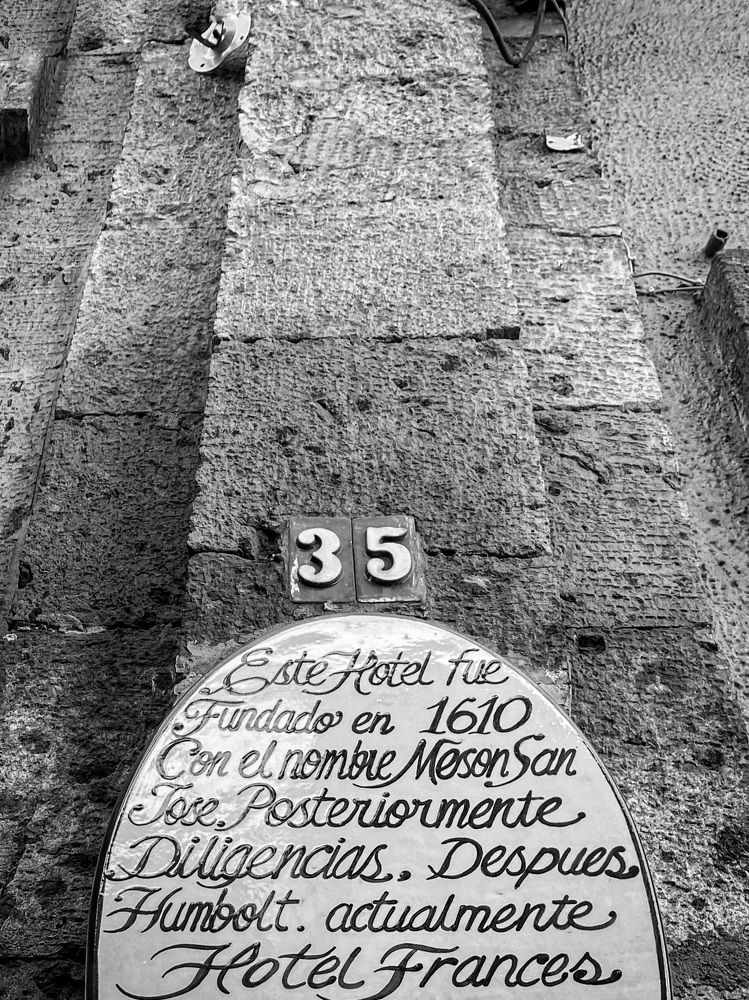 35
Este Hotel fue
Fundado en 1610
Con el nombre Meson San
Jose. Posteriormente
Diligencias. Despues
Humbolt. actualmente
Hotel Frances